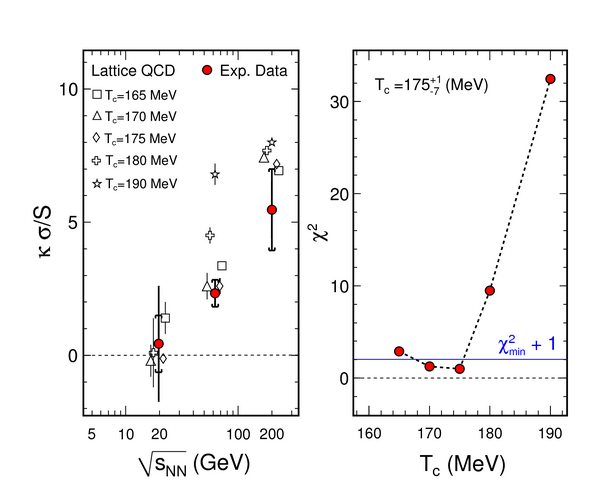 Lattice QCD
Exp. Data
T_c=165 MeV
T_c=170 MeV
T_c=175 MeV
T_c=180 MeV
T_c=190 MeV
κ σ/S
10
5
0
5 10 20 100 200
√s_NN (GeV)
T_c =175^{+1}_{-7} (MeV)
χ²
30
20
10
0
χ²_min + 1
160 170 180 190
T_c (MeV)